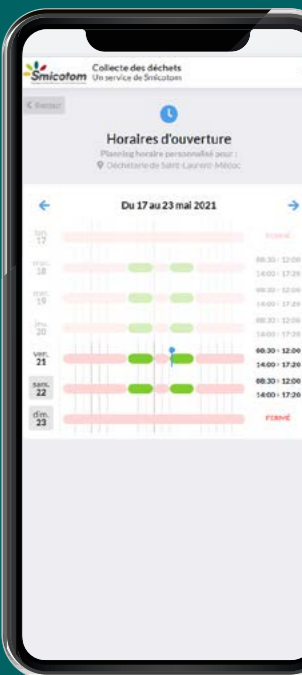 Smicotom
Collecte des déchets
Un service de Smicotom
< Retour
Horaires d'ouverture
Planning horaire personnalisé pour :
Déchèterie de Saint-Laurent-Médoc
Du 17 au 23 mai 2021
lun. 17 FERMÉ
mar. 18 08:30 - 12:00
14:00 - 17:20
mer. 19 08:30 - 12:00
14:00 - 17:20
jeu. 20 08:30 - 12:00
14:00 - 17:20
ven. 21 08:30 - 12:00
14:00 - 17:20
sam. 22 08:30 - 12:00
14:00 - 17:20
dim. 23 FERMÉ